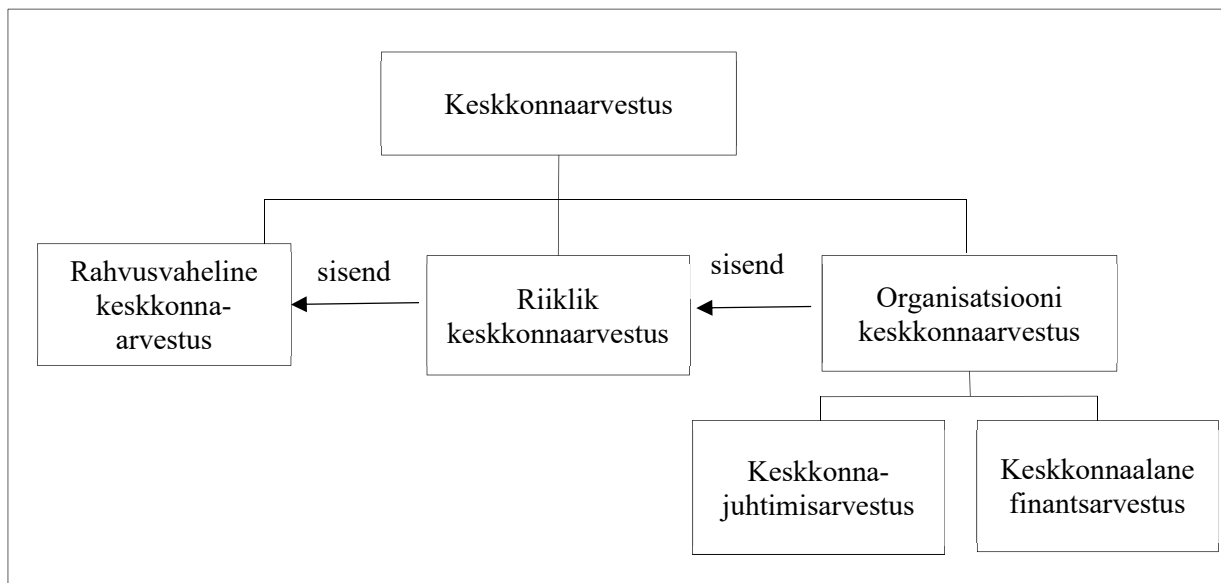 Keskkonnaarvestus
Rahvusvaheline
keskkonna-
arvestus
sisend
Riiklik
keskkonnaarvestus
sisend
Organisatsiooni
keskkonnaarvestus
Keskkonna-
juhtimisarvestus
Keskkonnaalane
finantsarvestus